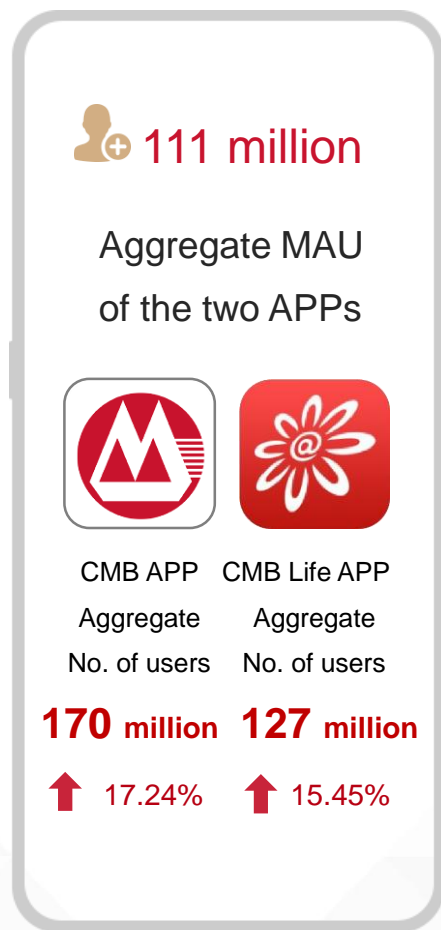 111 million
Aggregate MAU
of the two APPs
@
CMB APP
Aggregate
No. of users
170 million
17.24%
CMB Life APP
Aggregate
No. of users
127 million
15.45%